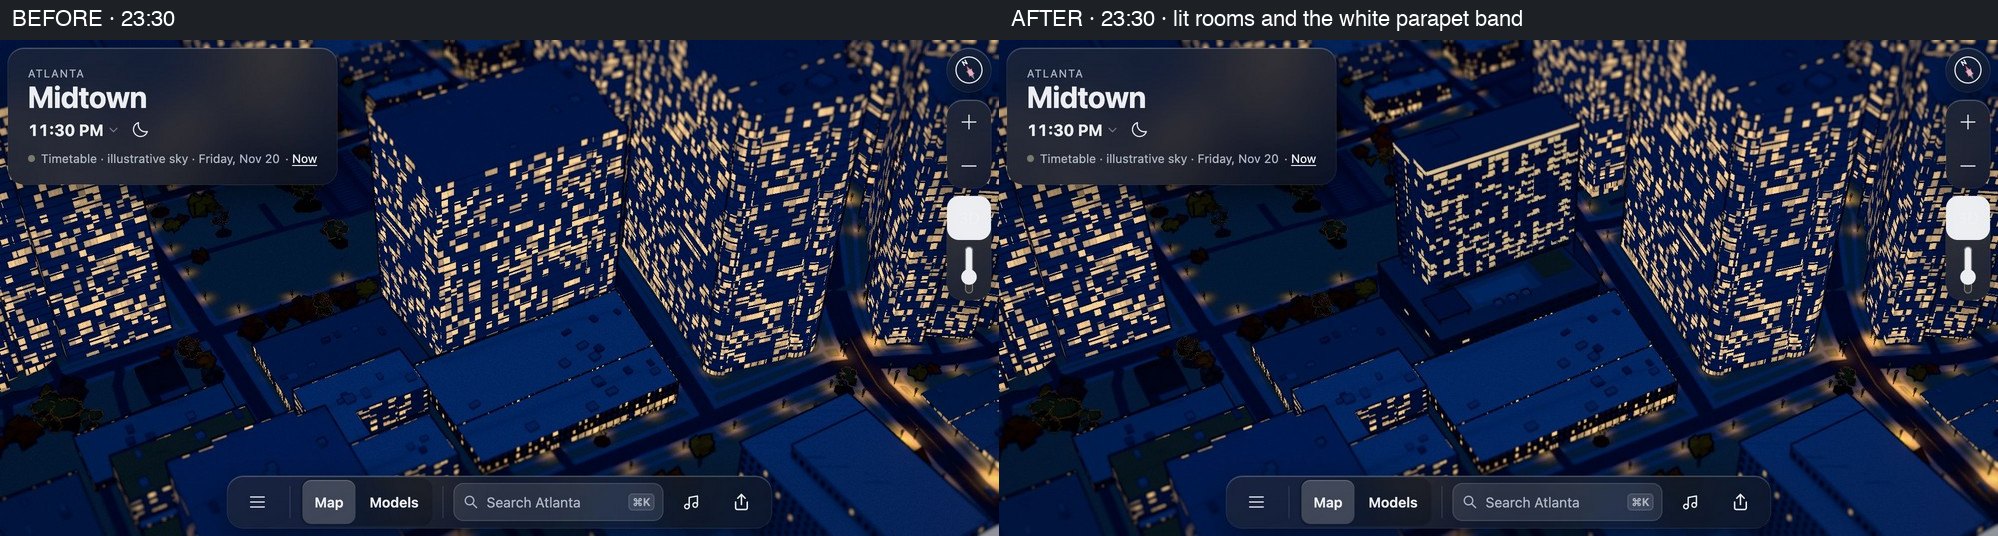 BEFORE · 23:30
ATLANTA
Midtown
11:30 PM
Timetable · illustrative sky · Friday, Nov 20 · Now
N
Map Models Search Atlanta ⌘K
AFTER · 23:30 · lit rooms and the white parapet band
ATLANTA
Midtown
11:30 PM
Timetable · illustrative sky · Friday, Nov 20 · Now
N
Map Models Search Atlanta ⌘K